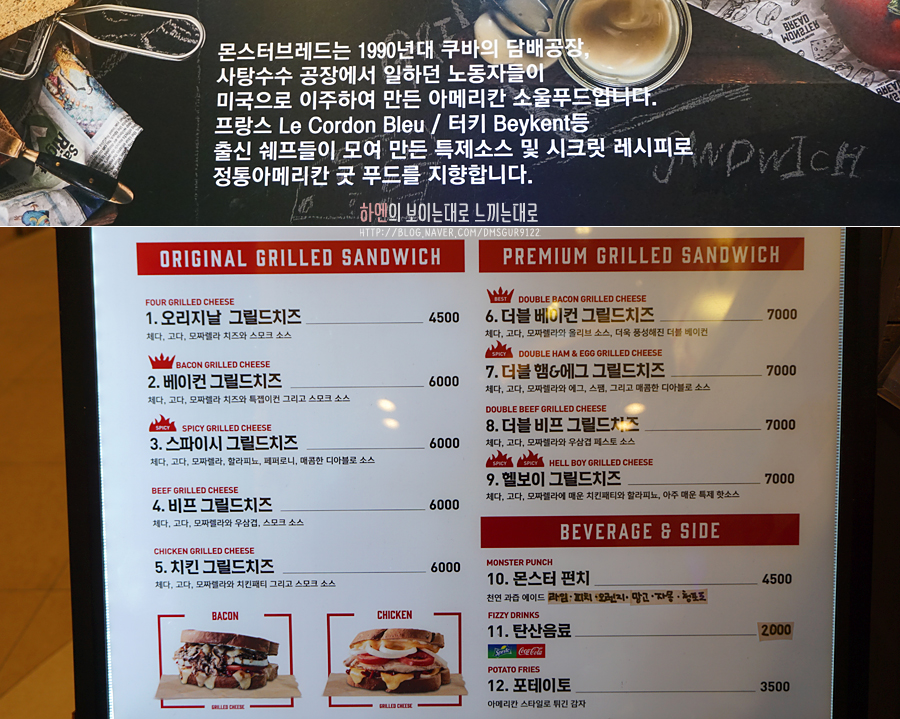 몬스터브레드는 1990년대 쿠바의 담배공장,
사탕수수 공장에서 일하던 노동자들이
미국으로 이주하여 만든 아메리칸 소울푸드입니다.
프랑스 Le Cordon Bleu / 터키 Beykent등
출신 쉐프들이 모여 만든 특제소스 및 시크릿 레시피로
정통아메리칸 굿 푸드를 지향합니다.
SANDWICH
하엔의 보이는대로 느끼는대로
HTTP://BLOG.NAVER.COM/DMSGUR9122
ORIGINAL GRILLED SANDWICH
FOUR GRILLED CHEESE
1. 오리지날 그릴드치즈 4500
체다, 고다, 모짜렐라 치즈와 스모크 소스
BACON GRILLED CHEESE
2. 베이컨 그릴드치즈 6000
체다, 고다, 모짜렐라 치즈와 특껩이컨 그리고 스모크 소스
SPICY
SPICY GRILLED CHEESE
3. 스파이시 그릴드치즈 6000
체다, 고다, 모짜렐라, 할라피뇨, 페퍼로니, 매콤한 디아블로 소스
BEEF GRILLED CHEESE
4. 비프 그릴드치즈 6000
체다, 고다, 모짜렐라와 우삼겹, 스모크 소스
CHICKEN GRILLED CHEESE
5. 치킨 그릴드치즈 6000
체다, 고다, 모짜렐라와 치킨패티 그리고 스모크 소스
BACON
GRILLED CHEESE
CHICKEN
GRILLED CHEESE
PREMIUM GRILLED SANDWICH
BEST
DOUBLE BACON GRILLED CHEESE
6. 더블 베이컨 그릴드치즈 7000
체다, 고다, 모짜렐라와 올리브 소스, 더욱 풍성해진 더블 베이컨
SPICY
DOUBLE HAM & EGG GRILLED CHEESE
7. 더블 햄&에그 그릴드치즈 7000
체다, 고다, 모짜렐라와 에그, 스팸, 그리고 매콤한 디아블로 소스
DOUBLE BEEF GRILLED CHEESE
8. 더블 비프 그릴드치즈 7000
체다, 고다, 모짜렐라와 우삼겹 페스토 소스
SPICY SPICY
HELL BOY GRILLED CHEESE
9. 헬보이 그릴드치즈 7000
체다, 고다, 모짜렐라에 매운 치킨패티와 할라피뇨, 아주 매운 특제 핫소스
BEVERAGE & SIDE
MONSTER PUNCH
10. 몬스터 펀치 4500
천연 과즙 에이드 라임·피치·오렌지·망고·자몽·청포도
FIZZY DRINKS
11. 탄산음료 2000
Sprite Coca-Cola
POTATO FRIES
12. 포테이토 3500
아메리칸 스타일로 튀긴 감자